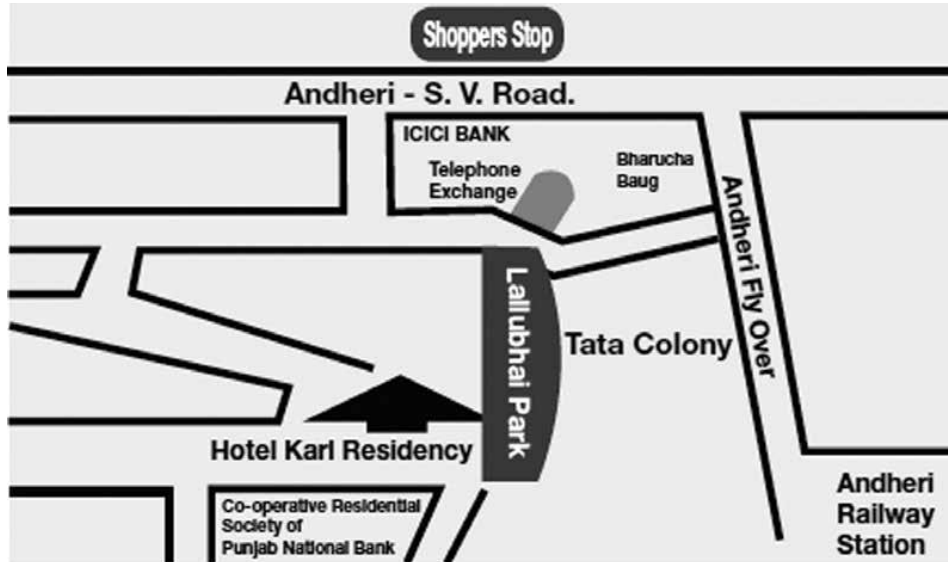 Shoppers Stop
Andheri - S. V. Road.
ICICI BANK
Telephone
Exchange
Bharucha
Baug
Andheri Fly Over
Lallubhai Park
Tata Colony
Hotel Karl Residency
Co-operative Residential
Society of
Punjab National Bank
Andheri
Railway
Station